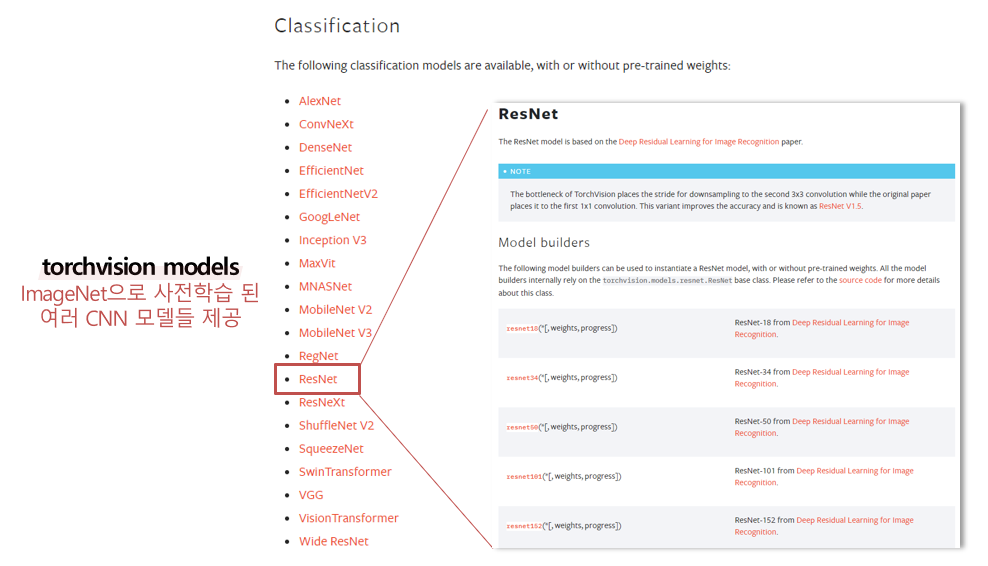 Classification
The following classification models are available, with or without pre-trained weights:
AlexNet
ConvNeXt
DenseNet
EfficientNet
EfficientNetV2
GoogLeNet
Inception V3
MaxVit
MNASNet
MobileNet V2
MobileNet V3
RegNet
ResNet
ResNeXt
ShuffleNet V2
SqueezeNet
SwinTransformer
VGG
VisionTransformer
Wide ResNet
torchvision models
ImageNet으로 사전학습 된
여러 CNN 모델들 제공
ResNet
The ResNet model is based on the Deep Residual Learning for Image Recognition paper.
NOTE
The bottleneck of TorchVision places the stride for downsampling to the second 3x3 convolution while the original paper
places it to the first 1x1 convolution. This variant improves the accuracy and is known as ResNet V1.5.
Model builders
The following model builders can be used to instantiate a ResNet model, with or without pre-trained weights. All the model
builders internally rely on the torchvision.models.resnet.ResNet base class. Please refer to the source code for more details
about this class.
resnet18(*[, weights, progress])
ResNet-18 from Deep Residual Learning for Image
Recognition.
resnet34(*[, weights, progress])
ResNet-34 from Deep Residual Learning for Image
Recognition.
resnet50(*[, weights, progress])
ResNet-50 from Deep Residual Learning for Image
Recognition.
resnet101(*[, weights, progress])
ResNet-101 from Deep Residual Learning for Image
Recognition.
resnet152(*[, weights, progress])
ResNet-152 from Deep Residual Learning for Image
Recognition.